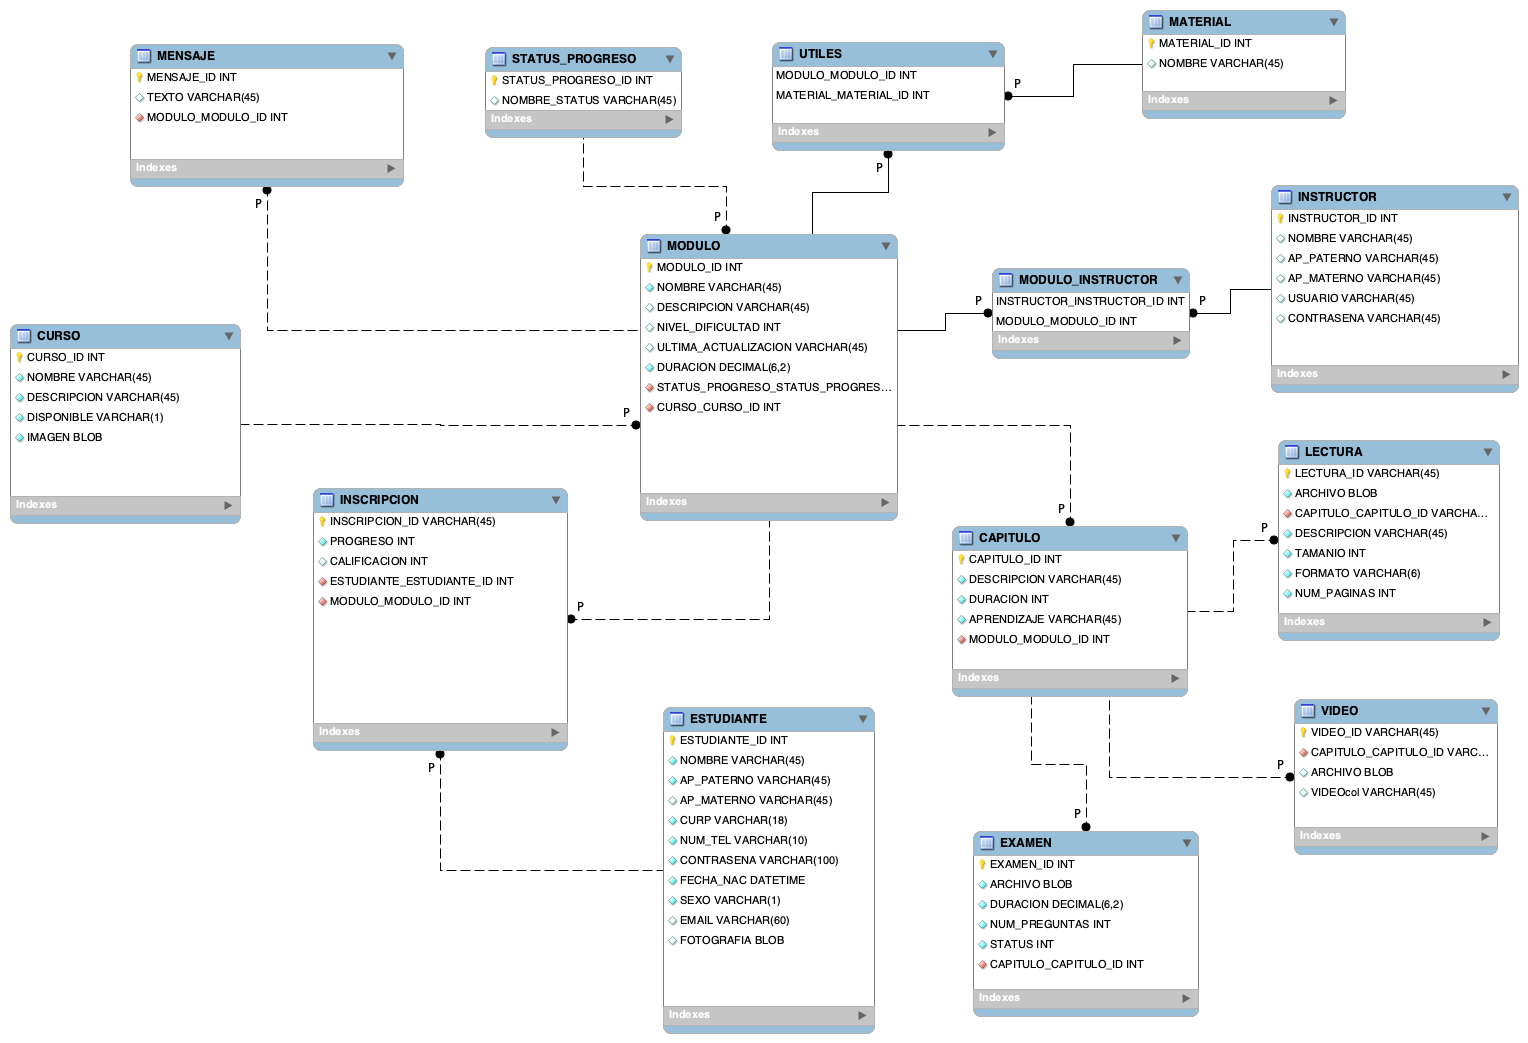 MENSAJE
MENSAJE_ID INT
TEXTO VARCHAR(45)
MODULO_MODULO_ID INT
Indexes
P
STATUS_PROGRESO
STATUS_PROGRESO_ID INT
NOMBRE_STATUS VARCHAR(45)
Indexes
P
UTILES
MODULO_MODULO_ID INT
MATERIAL_MATERIAL_ID INT
Indexes
P
P
MATERIAL
MATERIAL_ID INT
NOMBRE VARCHAR(45)
Indexes
INSTRUCTOR
INSTRUCTOR_ID INT
NOMBRE VARCHAR(45)
AP_PATERNO VARCHAR(45)
AP_MATERNO VARCHAR(45)
USUARIO VARCHAR(45)
CONTRASENA VARCHAR(45)
Indexes
MODULO_INSTRUCTOR
INSTRUCTOR_INSTRUCTOR_ID INT
MODULO_MODULO_ID INT
Indexes
P
P
MODULO
MODULO_ID INT
NOMBRE VARCHAR(45)
DESCRIPCION VARCHAR(45)
NIVEL_DIFICULTAD INT
ULTIMA_ACTUALIZACION VARCHAR(45)
DURACION DECIMAL(6,2)
STATUS_PROGRESO_STATUS_PROGRES...
CURSO_CURSO_ID INT
Indexes
P
CURSO
CURSO_ID INT
NOMBRE VARCHAR(45)
DESCRIPCION VARCHAR(45)
DISPONIBLE VARCHAR(1)
IMAGEN BLOB
Indexes
INSCRIPCION
INSCRIPCION_ID VARCHAR(45)
PROGRESO INT
CALIFICACION INT
ESTUDIANTE_ESTUDIANTE_ID INT
MODULO_MODULO_ID INT
Indexes
P
P
CAPITULO
CAPITULO_ID INT
DESCRIPCION VARCHAR(45)
DURACION INT
APRENDIZAJE VARCHAR(45)
MODULO_MODULO_ID INT
Indexes
P
LECTURA
LECTURA_ID VARCHAR(45)
ARCHIVO BLOB
CAPITULO_CAPITULO_ID VARCHA...
DESCRIPCION VARCHAR(45)
TAMANIO INT
FORMATO VARCHAR(6)
NUM_PAGINAS INT
Indexes
P
VIDEO
VIDEO_ID VARCHAR(45)
CAPITULO_CAPITULO_ID VARC...
ARCHIVO BLOB
VIDEOcol VARCHAR(45)
Indexes
P
ESTUDIANTE
ESTUDIANTE_ID INT
NOMBRE VARCHAR(45)
AP_PATERNO VARCHAR(45)
AP_MATERNO VARCHAR(45)
CURP VARCHAR(18)
NUM_TEL VARCHAR(10)
CONTRASENA VARCHAR(100)
FECHA_NAC DATETIME
SEXO VARCHAR(1)
EMAIL VARCHAR(60)
FOTOGRAFIA BLOB
Indexes
EXAMEN
EXAMEN_ID INT
ARCHIVO BLOB
DURACION DECIMAL(6,2)
NUM_PREGUNTAS INT
STATUS INT
CAPITULO_CAPITULO_ID INT
Indexes
P